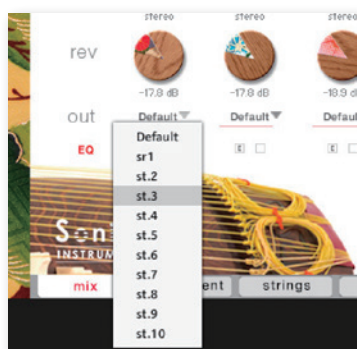 stereo stereo stereo
rev
-17.8 dB -17.8 dB -18.9 d
out Default Default Defaul
EQ E
Default
sr1
st.2
st.3
st.4
st.5
st.6
st.7
st.8
st.9
st.10
Soni
INSTRUM
mix ent strings